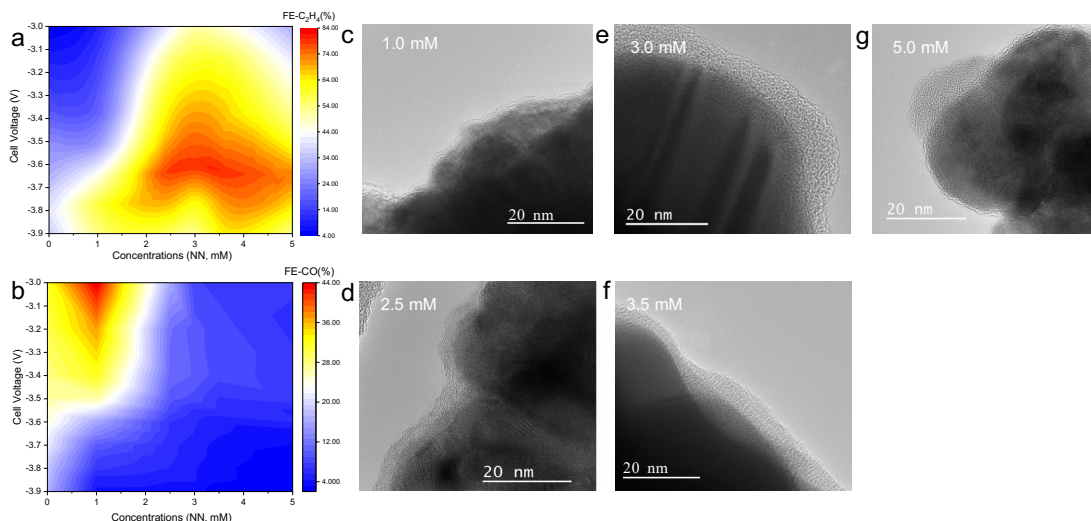 a
FE-C₂H₄(%)
84.00
74.00
64.00
54.00
44.00
34.00
24.00
14.00
4.00
-3.0
-3.1
-3.2
-3.3
-3.4
-3.5
-3.6
-3.7
-3.8
-3.9
Cell Voltage (V)
0 1 2 3 4 5
Concentrations (NN, mM)
b
FE-CO(%)
44.00
36.00
28.00
20.00
12.00
4.000
-3.0
-3.1
-3.2
-3.3
-3.4
-3.5
-3.6
-3.7
-3.8
-3.9
Cell Voltage (V)
0 1 2 3 4 5
Concentrations (NN, mM)
c
1.0 mM
20 nm
d
2.5 mM
20 nm
e
3.0 mM
20 nm
f
3.5 mM
20 nm
g
5.0 mM
20 nm